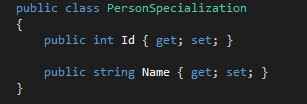 public class PersonSpecialization
{
    public int Id { get; set; }
    public string Name { get; set; }
}